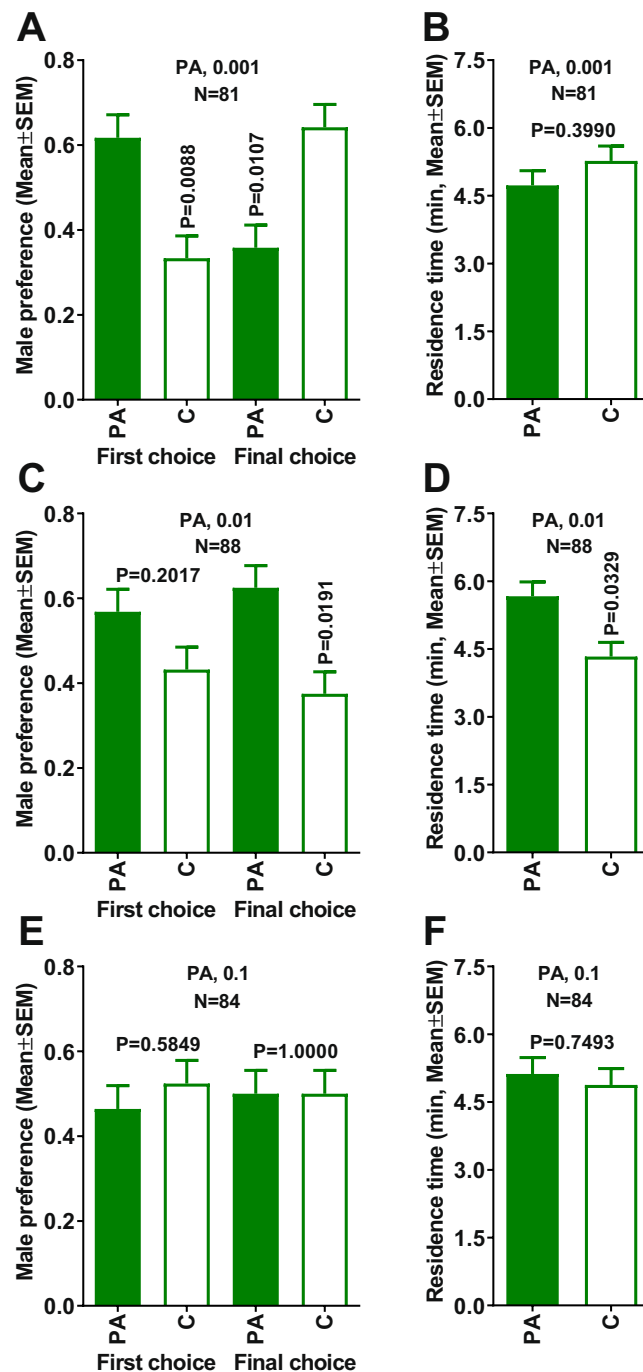 A
Male preference (Mean±SEM)
0.8
0.6
0.4
0.2
0.0
PA, 0.001
N=81
P=0.0088
P=0.0107
PA
C
PA
C
First choice
Final choice
B
Residence time (min, Mean±SEM)
7.5
6.0
4.5
3.0
1.5
0.0
PA, 0.001
N=81
P=0.3990
PA
C
C
Male preference (Mean±SEM)
0.8
0.6
0.4
0.2
0.0
PA, 0.01
N=88
P=0.2017
P=0.0191
PA
C
PA
C
First choice
Final choice
D
Residence time (min, Mean±SEM)
7.5
6.0
4.5
3.0
1.5
0.0
PA, 0.01
N=88
P=0.0329
PA
C
E
Male preference (Mean±SEM)
0.8
0.6
0.4
0.2
0.0
PA, 0.1
N=84
P=0.5849
P=1.0000
PA
C
PA
C
First choice
Final choice
F
Residence time (min, Mean±SEM)
7.5
6.0
4.5
3.0
1.5
0.0
PA, 0.1
N=84
P=0.7493
PA
C